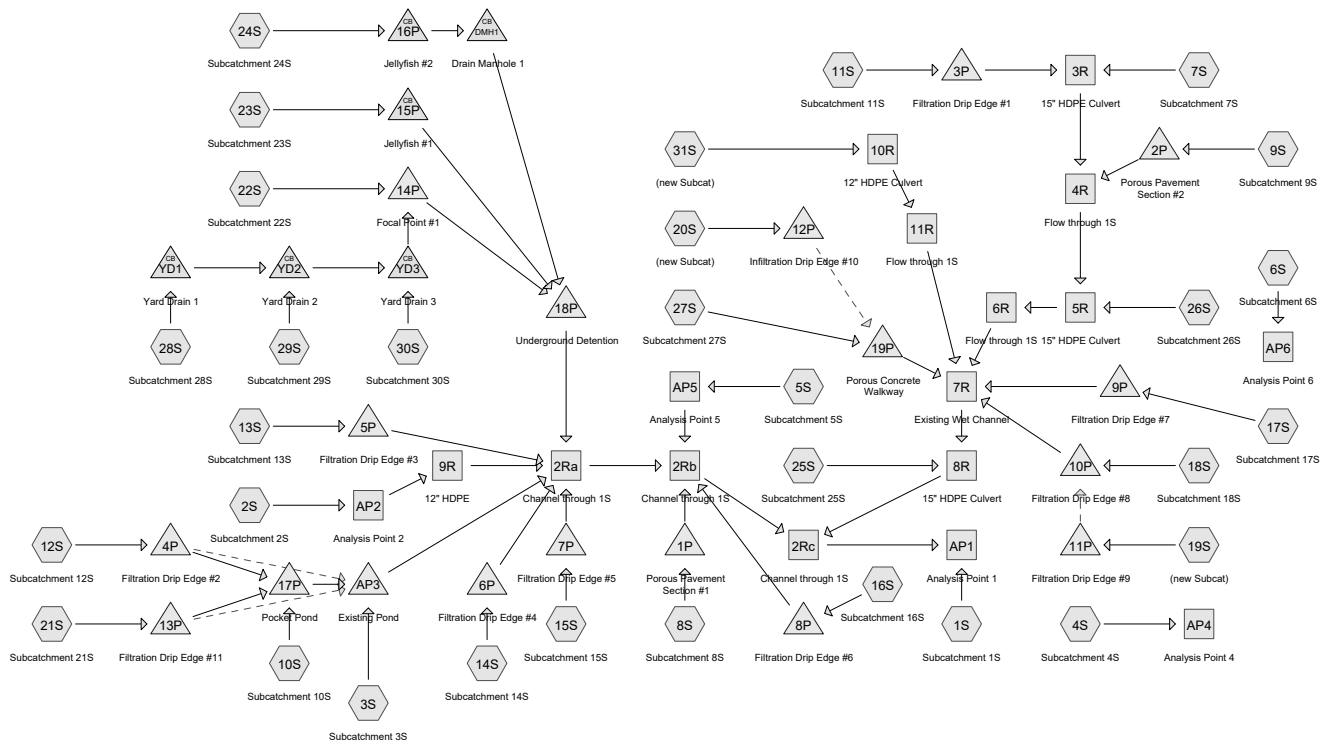 24S
Subcatchment 24S
CB
16P
Jellyfish #2
CB
DMH1
Drain Manhole 1
23S
Subcatchment 23S
CB
15P
Jellyfish #1
22S
Subcatchment 22S
14P
Focal Point #1
CB
YD1
Yard Drain 1
CB
YD2
Yard Drain 2
CB
YD3
Yard Drain 3
28S
Subcatchment 28S
29S
Subcatchment 29S
30S
Subcatchment 30S
18P
Underground Detention
11S
Subcatchment 11S
3P
Filtration Drip Edge #1
3R
15" HDPE Culvert
7S
Subcatchment 7S
31S
(new Subcat)
10R
12" HDPE Culvert
2P
Porous Pavement
Section #2
9S
Subcatchment 9S
4R
Flow through 1S
20S
(new Subcat)
12P
Infiltration Drip Edge #10
11R
Flow through 1S
6S
Subcatchment 6S
27S
Subcatchment 27S
19P
Porous Concrete
Walkway
6R
Flow through 1S
5R
15" HDPE Culvert
26S
Subcatchment 26S
AP6
Analysis Point 6
AP5
Analysis Point 5
5S
Subcatchment 5S
7R
Existing Wet Channel
9P
Filtration Drip Edge #7
17S
Subcatchment 17S
13S
Subcatchment 13S
5P
Filtration Drip Edge #3
9R
12" HDPE
2Ra
Channel through 1S
2Rb
Channel through 1S
25S
Subcatchment 25S
8R
15" HDPE Culvert
10P
Filtration Drip Edge #8
18S
Subcatchment 18S
2S
Subcatchment 2S
AP2
Analysis Point 2
12S
Subcatchment 12S
4P
Filtration Drip Edge #2
17P
Pocket Pond
AP3
Existing Pond
6P
Filtration Drip Edge #4
7P
Filtration Drip Edge #5
1P
Porous Pavement
Section #1
2Rc
Channel through 1S
AP1
Analysis Point 1
11P
Filtration Drip Edge #9
19S
(new Subcat)
21S
Subcatchment 21S
13P
Filtration Drip Edge #11
10S
Subcatchment 10S
3S
Subcatchment 3S
14S
Subcatchment 14S
15S
Subcatchment 15S
8S
Subcatchment 8S
8P
Filtration Drip Edge #6
16S
Subcatchment 16S
1S
Subcatchment 1S
4S
Subcatchment 4S
AP4
Analysis Point 4